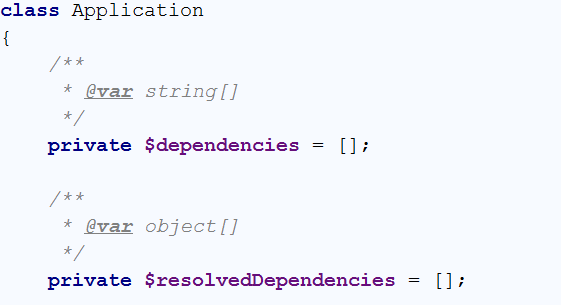 class Application
{
    /**
     * @var string[]
     */
    private $dependencies = [];

    /**
     * @var object[]
     */
    private $resolvedDependencies = [];